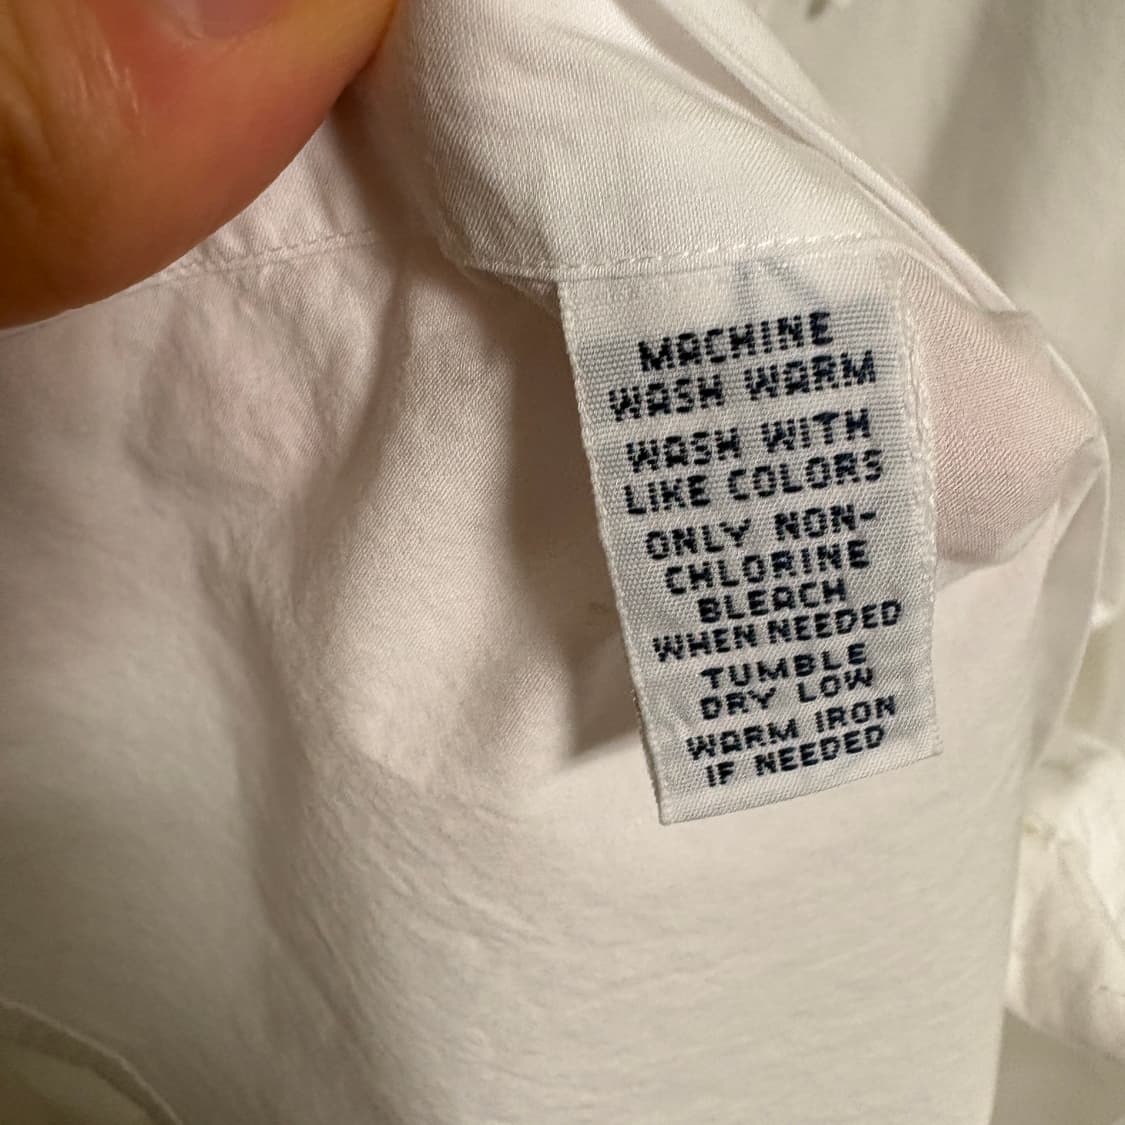 MACHINE
WASH WARM
WASH WITH
LIKE COLORS
ONLY NON-
CHLORINE
BLEACH
WHEN NEEDED
TUMBLE
DRY LOW
WARM IRON
IF NEEDED